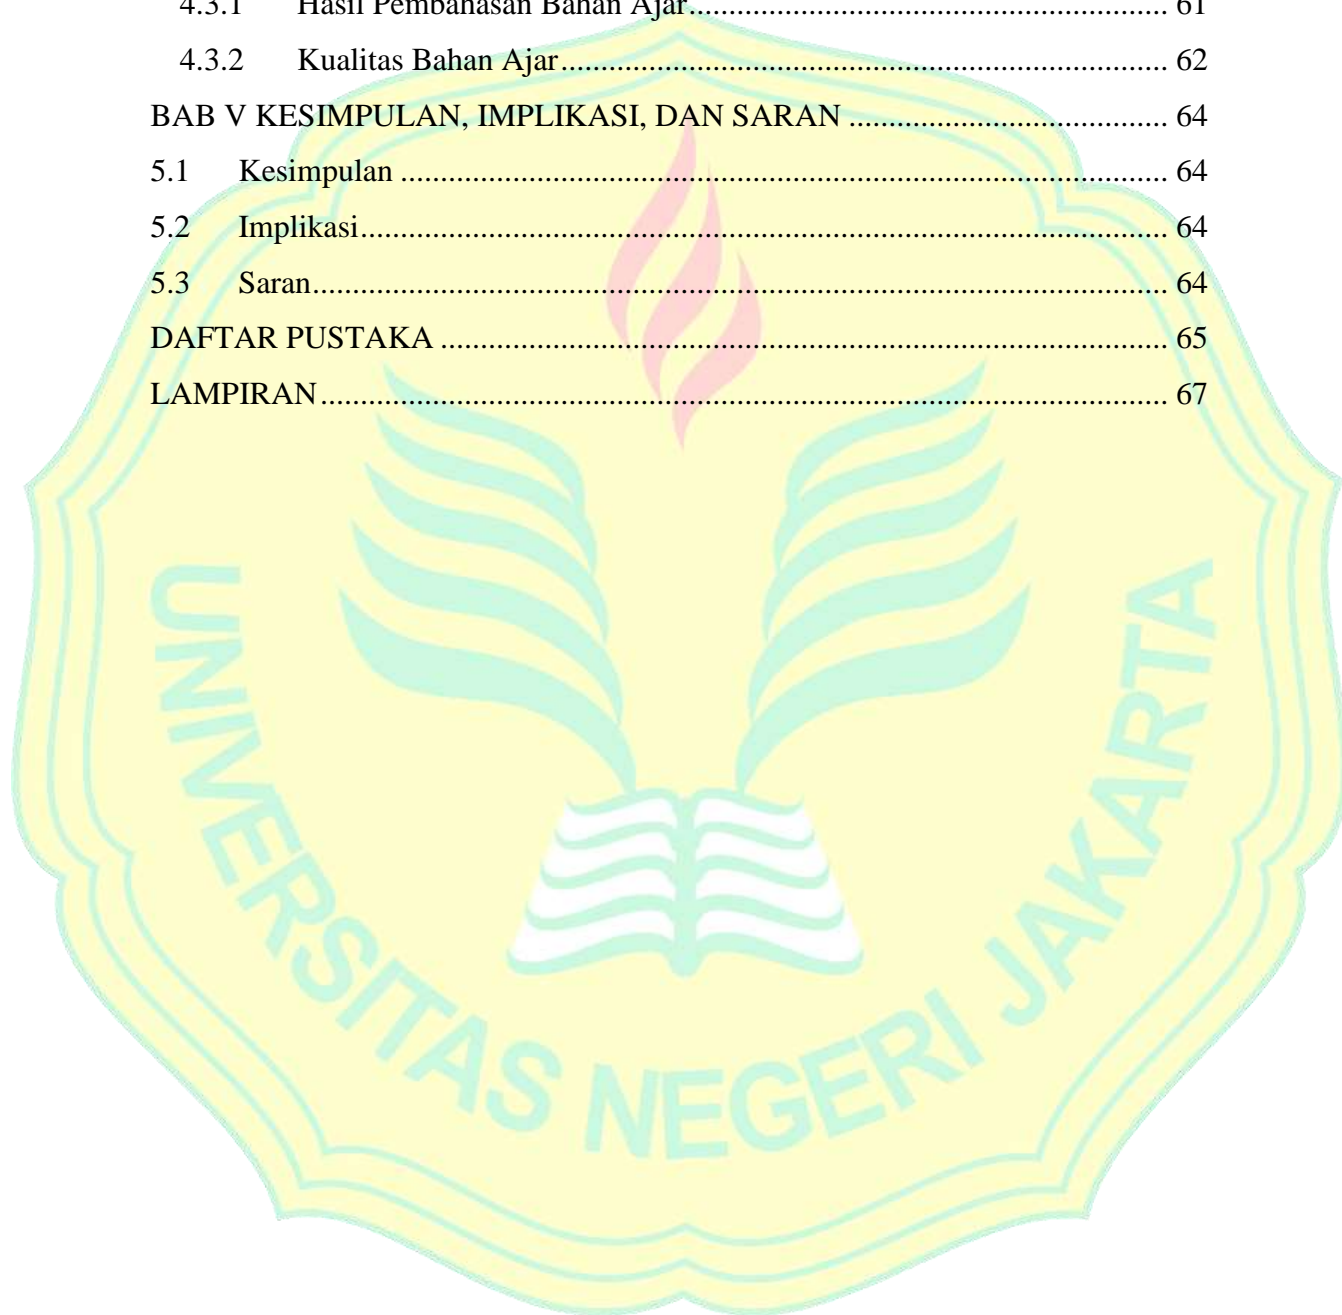 4.3.1 Hasil Pembahasan Bahan Ajar........................................................ 61
4.3.2 Kualitas Bahan Ajar........................................................ 62
BAB V KESIMPULAN, IMPLIKASI, DAN SARAN ........................................ 64
5.1 Kesimpulan ........................................................ 64
5.2 Implikasi........................................................ 64
5.3 Saran........................................................ 64
DAFTAR PUSTAKA ........................................................ 65
LAMPIRAN........................................................ 67
UNIVERSITAS NEGERI JAKARTA